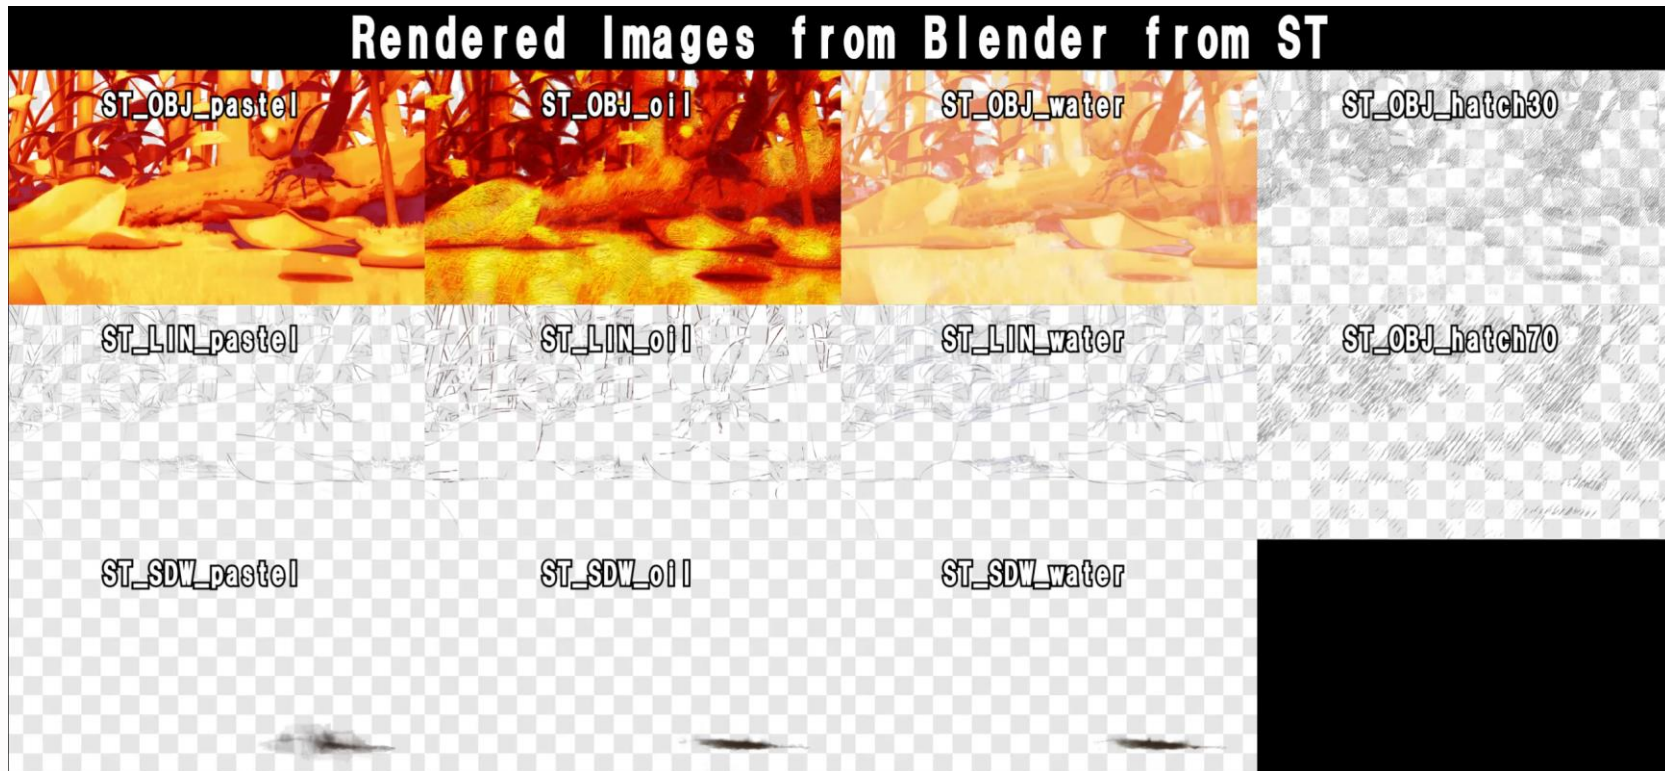 Rendered Images from Blender from ST
ST_OBJ_pastel
ST_OBJ_oil
ST_OBJ_water
ST_OBJ_hatch30
ST_LIN_pastel
ST_LIN_oil
ST_LIN_water
ST_OBJ_hatch70
ST_SDW_pastel
ST_SDW_oil
ST_SDW_water